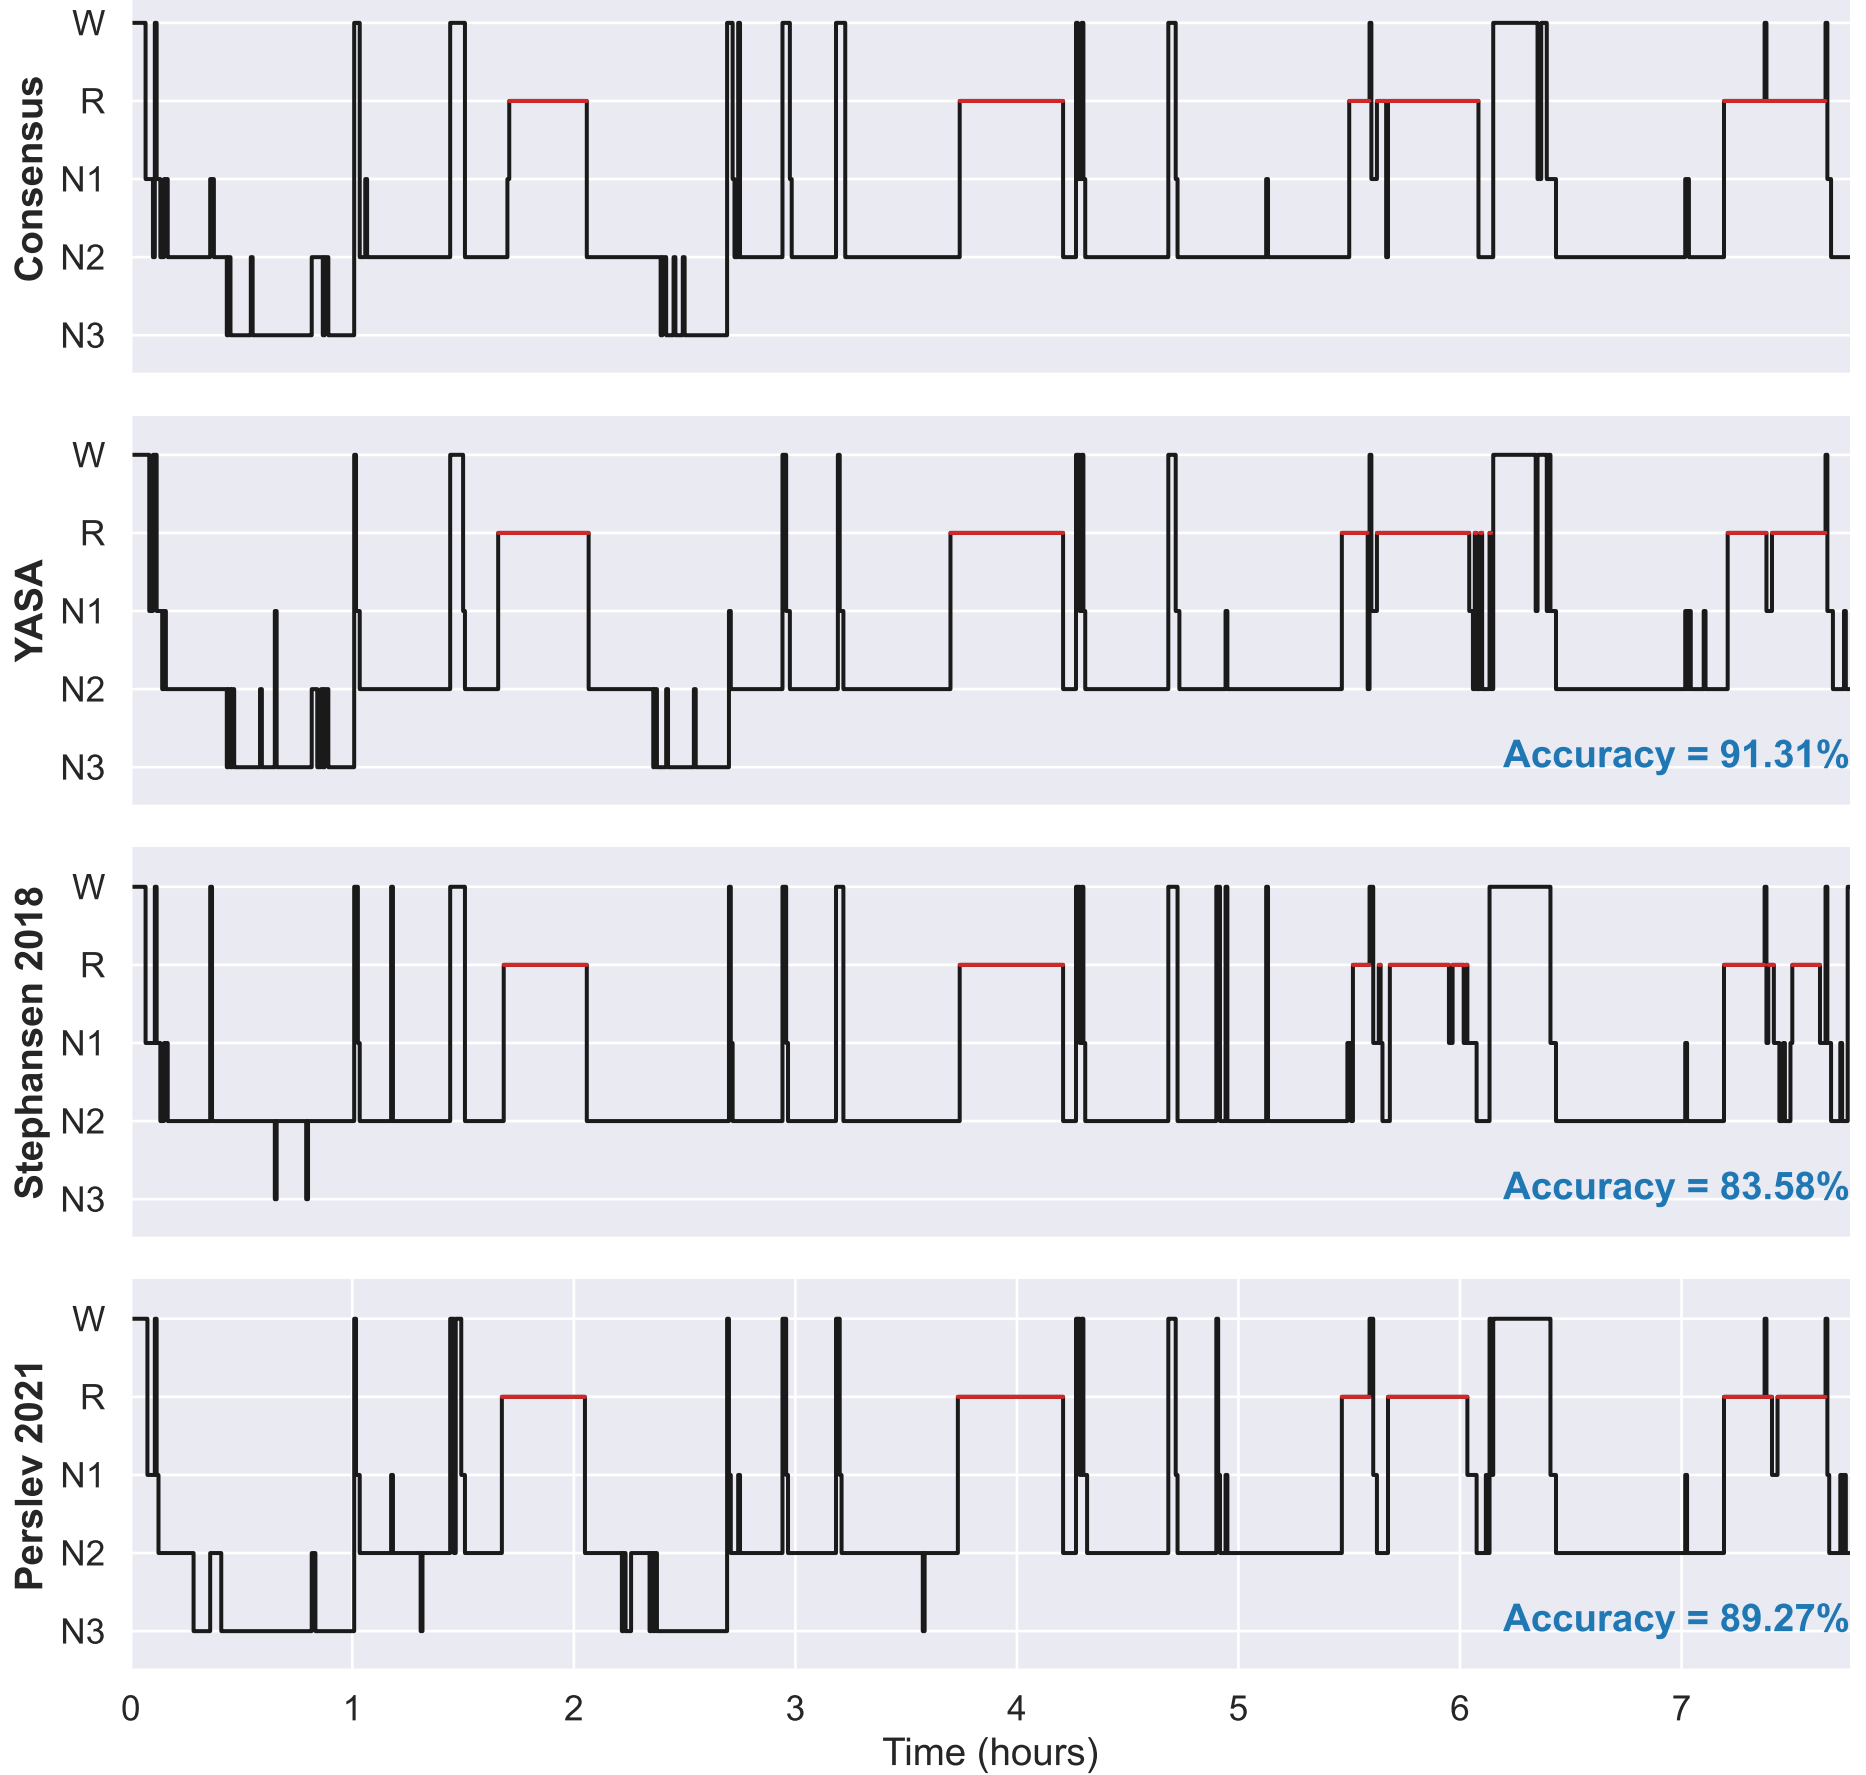 Consensus
W
R
N1
N2
N3
YASA
W
R
N1
N2
N3
Accuracy = 91.31%
Stephansen 2018
W
R
N1
N2
N3
Accuracy = 83.58%
Perslev 2021
W
R
N1
N2
N3
Accuracy = 89.27%
0 1 2 3 4 5 6 7
Time (hours)